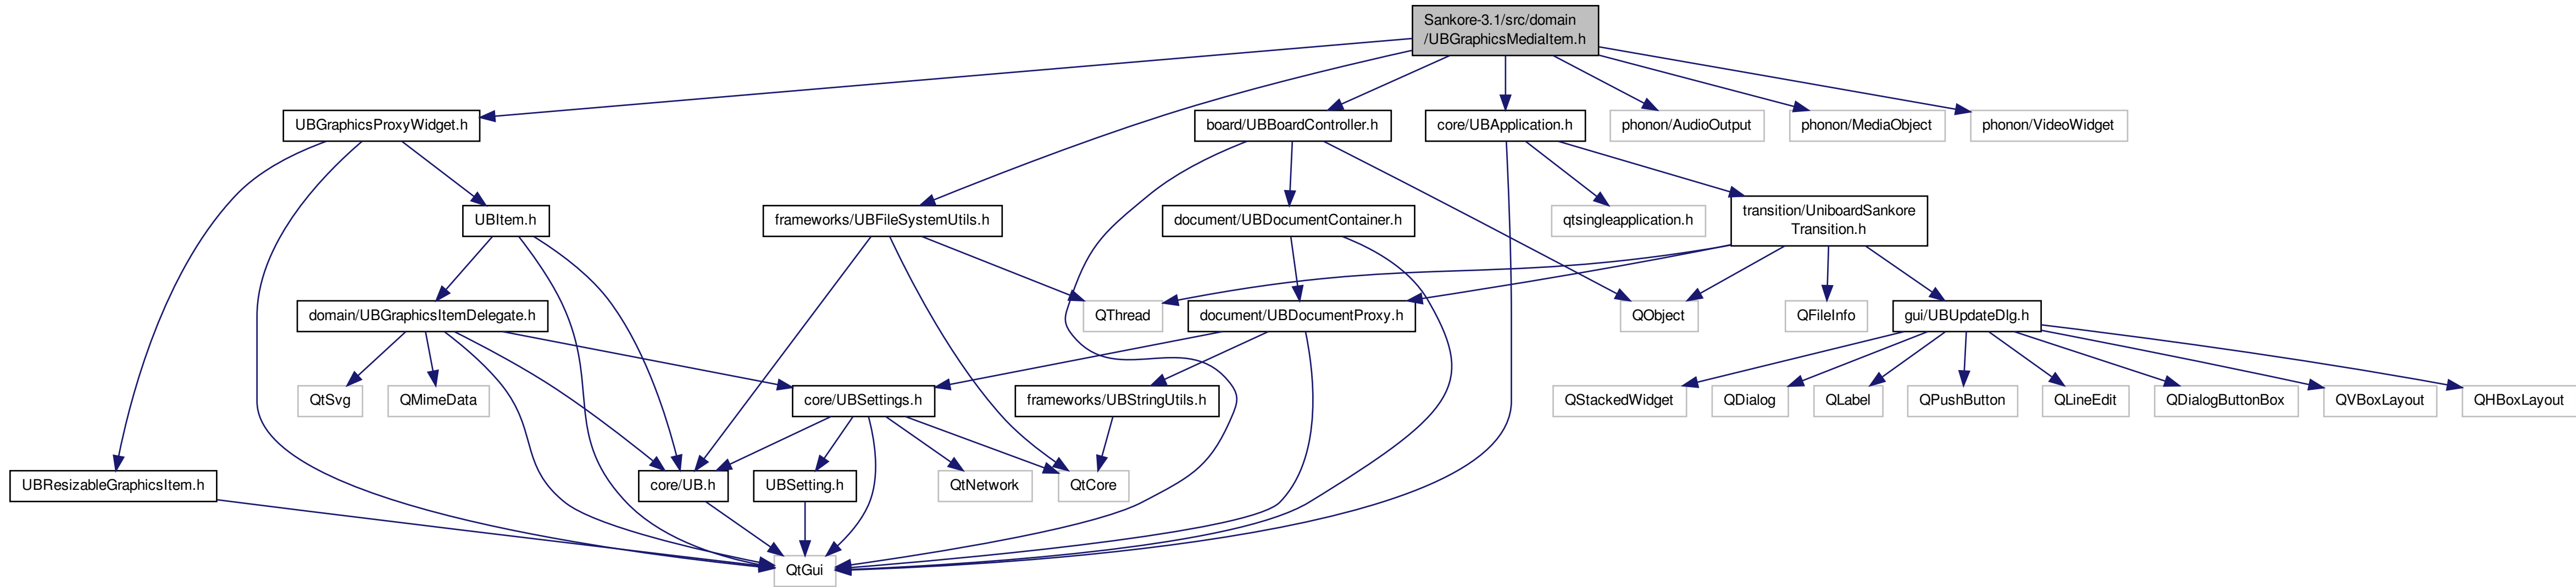 Sankore-3.1/src/domain
/UBGraphicsMediaItem.h
UBGraphicsProxyWidget.h
board/UBBoardController.h
core/UBApplication.h
phonon/AudioOutput
phonon/MediaObject
phonon/VideoWidget
UBItem.h
frameworks/UBFileSystemUtils.h
document/UBDocumentContainer.h
qtsingleapplication.h
transition/UniboardSankore
Transition.h
domain/UBGraphicsItemDelegate.h
QThread
document/UBDocumentProxy.h
QObject
QFileInfo
gui/UBUpdateDlg.h
QtSvg
QMimeData
core/UBSettings.h
frameworks/UBStringUtils.h
QStackedWidget
QDialog
QLabel
QPushButton
QLineEdit
QDialogButtonBox
QVBoxLayout
QHBoxLayout
UBResizableGraphicsItem.h
core/UB.h
UBSetting.h
QtNetwork
QtCore
QtGui